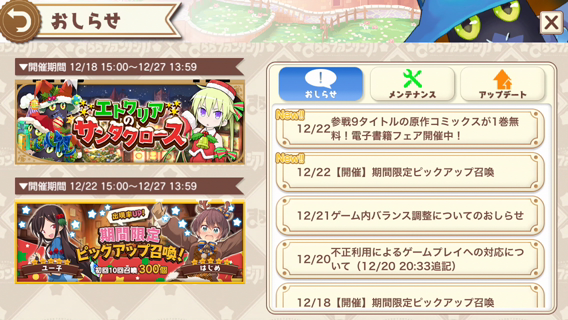 おしらせ
▼開催期間 12/18 15:00～12/27 13:59
エトワリア
の
サンタクロース
▼開催期間 12/22 15:00～12/27 13:59
出現率UP!
期間限定
ピックアップ召喚!
初回10回召喚 300個
ユー子
はじめ
おしらせ
メンテナンス
アップデート
New!!
12/22 参戦9タイトルの原作コミックスが1巻無
料！電子書籍フェア開催中！
New!!
12/22【開催】期間限定ピックアップ召喚
12/21ゲーム内バランス調整についてのおしらせ
12/20 不正利用によるゲームプレイへの対応につ
いて（12/20 20:33追記）
12/18【開催】期間限定ピックアップ召喚